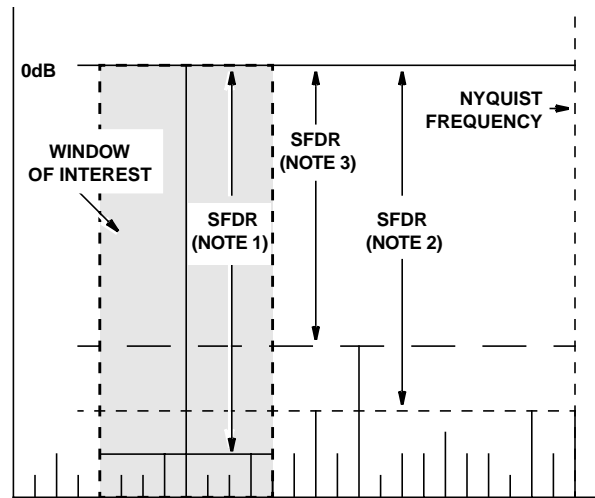 0dB
NYQUIST
FREQUENCY
WINDOW
OF INTEREST
SFDR
(NOTE 3)
SFDR
(NOTE 1)
SFDR
(NOTE 2)